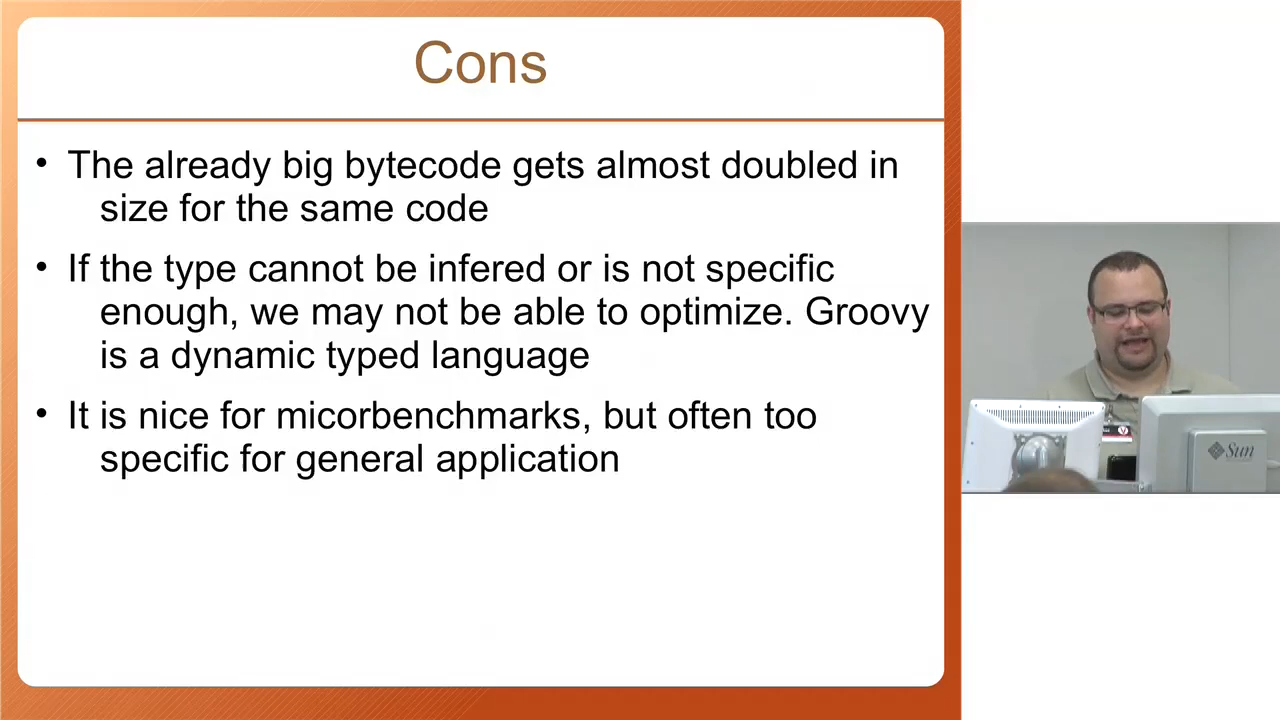 Cons
• The already big bytecode gets almost doubled in
size for the same code
• If the type cannot be infered or is not specific
enough, we may not be able to optimize. Groovy
is a dynamic typed language
• It is nice for micorbenchmarks, but often too
specific for general application
Sun